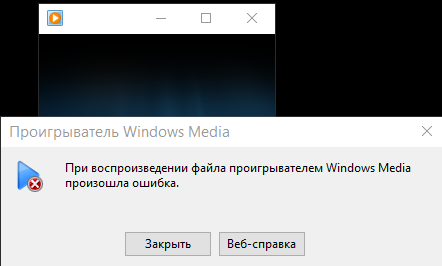 Проигрыватель Windows Media
При воспроизведении файла проигрывателем Windows Media
произошла ошибка.
Закрыть
Веб-справка